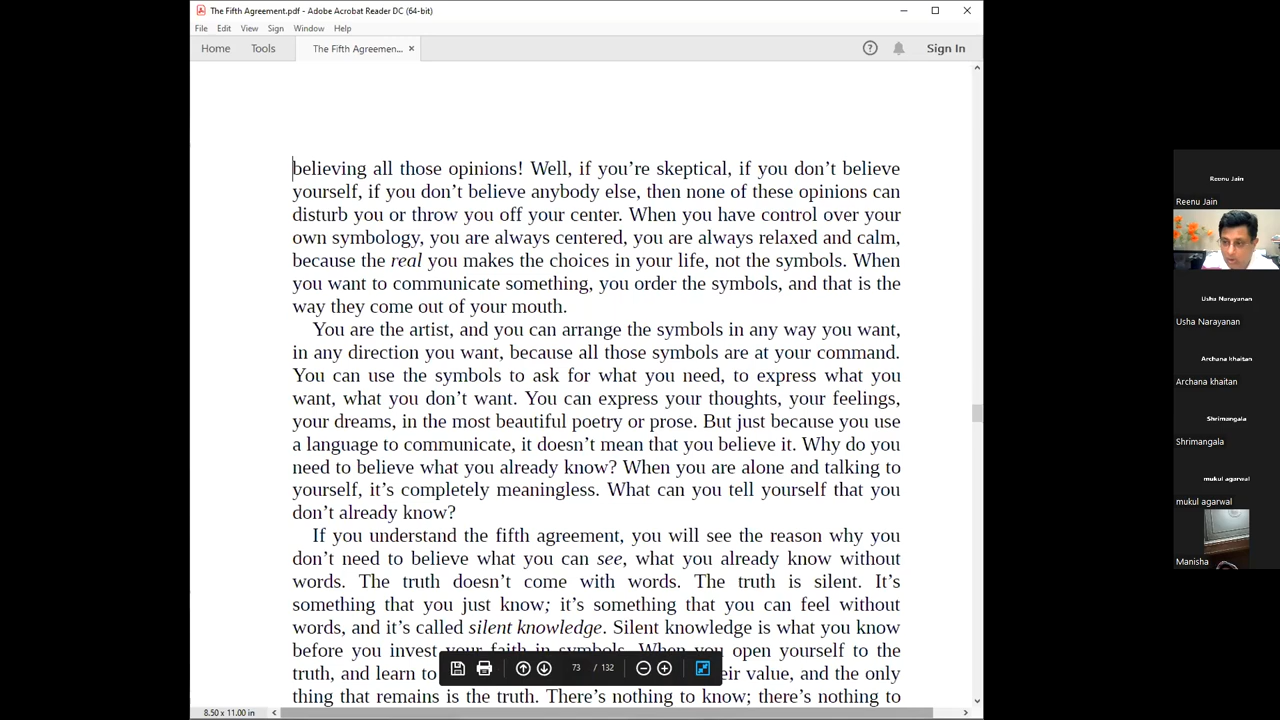 The Fifth Agreement.pdf - Adobe Acrobat Reader DC (64-bit)
File Edit View Sign Window Help
Home Tools The Fifth Agreemen... × Sign In
believing all those opinions! Well, if you’re skeptical, if you don’t believe
yourself, if you don’t believe anybody else, then none of these opinions can
disturb you or throw you off your center. When you have control over your
own symbology, you are always centered, you are always relaxed and calm,
because the real you makes the choices in your life, not the symbols. When
you want to communicate something, you order the symbols, and that is the
way they come out of your mouth.
You are the artist, and you can arrange the symbols in any way you want,
in any direction you want, because all those symbols are at your command.
You can use the symbols to ask for what you need, to express what you
want, what you don’t want. You can express your thoughts, your feelings,
your dreams, in the most beautiful poetry or prose. But just because you use
a language to communicate, it doesn’t mean that you believe it. Why do you
need to believe what you already know? When you are alone and talking to
yourself, it’s completely meaningless. What can you tell yourself that you
don’t already know?
If you understand the fifth agreement, you will see the reason why you
don’t need to believe what you can see, what you already know without
words. The truth doesn’t come with words. The truth is silent. It’s
something that you just know; it’s something that you can feel without
words, and it’s called silent knowledge. Silent knowledge is what you know
before you invest your faith in symbols. When you open yourself to the
truth, and learn to eir value, and the only
thing that remains is the truth. There’s nothing to know; there’s nothing to
73 / 132
8.50 x 11.00 in
Reenu Jain
Reenu Jain
Usha Narayanan
Usha Narayanan
Archana khaitan
Archana khaitan
Shrimangala
Shrimangala
mukul agarwal
mukul agarwal
Manisha